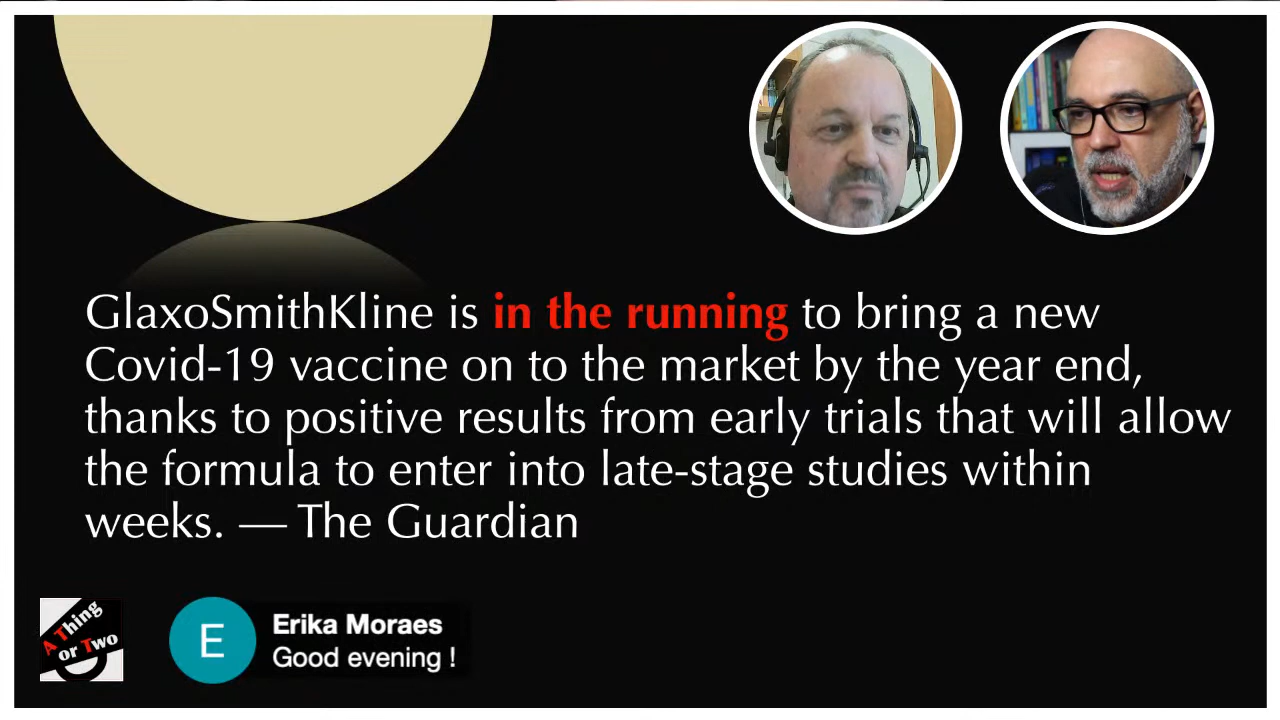 GlaxoSmithKline is in the running to bring a new
Covid-19 vaccine on to the market by the year end,
thanks to positive results from early trials that will allow
the formula to enter into late-stage studies within
weeks. — The Guardian
A Thing
or Two
E
Erika Moraes
Good evening !